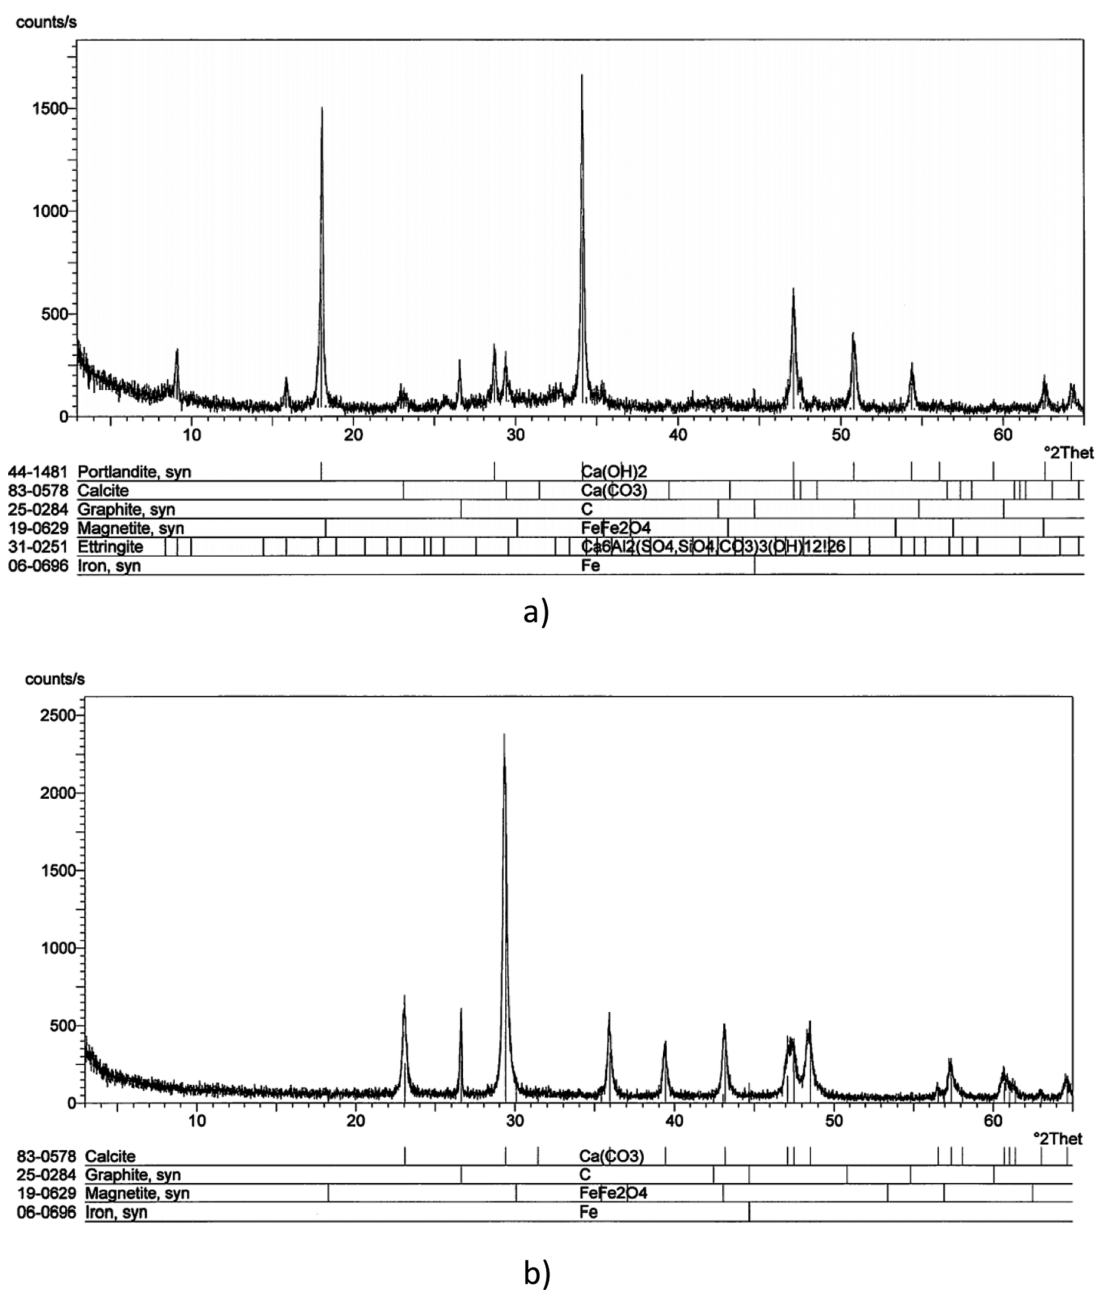 counts/s
1500
1000
500
0
10 20 30 40 50 60
°2Thet
44-1481 Portlandite, syn Ca(OH)2
83-0578 Calcite Ca(CO3)
25-0284 Graphite, syn C
19-0629 Magnetite, syn FeFe2O4
31-0251 Ettringite Ca6Al2(SO4,SiO4,CO3)3(OH)12!26
06-0696 Iron, syn Fe
a)
counts/s
2500
2000
1500
1000
500
0
10 20 30 40 50 60
°2Thet
83-0578 Calcite Ca(CO3)
25-0284 Graphite, syn C
19-0629 Magnetite, syn FeFe2O4
06-0696 Iron, syn Fe
b)